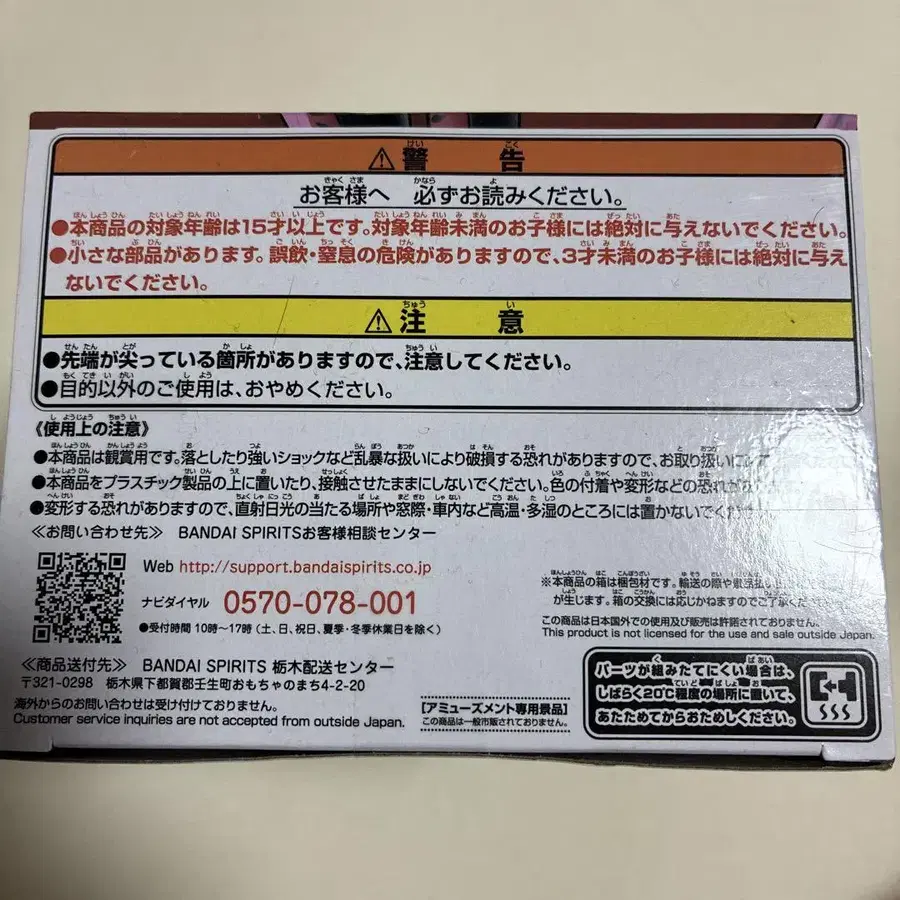 ⚠警告
お客様へ 必ずお読みください。
●本商品の対象年齢は15才以上です。対象年齢未満のお子様には絶対に与えないでください。
●小さな部品があります。誤飲・窒息の危険がありますので、3才未満のお子様には絶対に与え
ないでください。
⚠注意
●先端が尖っている箇所がありますので、注意してください。
●目的以外のご使用は、おやめください。
《使用上の注意》
●本商品は観賞用です。落としたり強いショックなど乱暴な扱いにより破損する恐れがありますので、お取り扱いに
●本商品をプラスチック製品の上に置いたり、接触させたままにしないでください。色の付着や変形などの恐れがあり
●変形する恐れがありますので、直射日光の当たる場所や窓際・車内など高温・多湿のところには置かないでくだ
≪お問い合わせ先≫ BANDAI SPIRITSお客様相談センター
Web http://support.bandaispirits.co.jp
ナビダイヤル 0570-078-001
●受付時間 10時〜17時(土、日、祝日、夏季・冬季休業日を除く)
※本商品の箱は梱包材です。輸送の際や
が生じます。箱の交換には応じかねますのでご了承くだ
この商品は日本国外での使用及び販売は許諾されておりません。
This product is not licensed for the use and sale outside Japan.
≪商品送付先≫ BANDAI SPIRITS 栃木配送センター
〒321-0298 栃木県下都賀郡壬生町おもちゃのまち4-2-20
海外からのお問い合わせは受け付けておりません。
Customer service inquiries are not accepted from outside Japan.
[アミューズメント専用景品]
この商品は一般市販されておりません。
パーツが組みたてにくい場合は、
しばらく20℃程度の場所に置いて、
あたためてからおためしください。